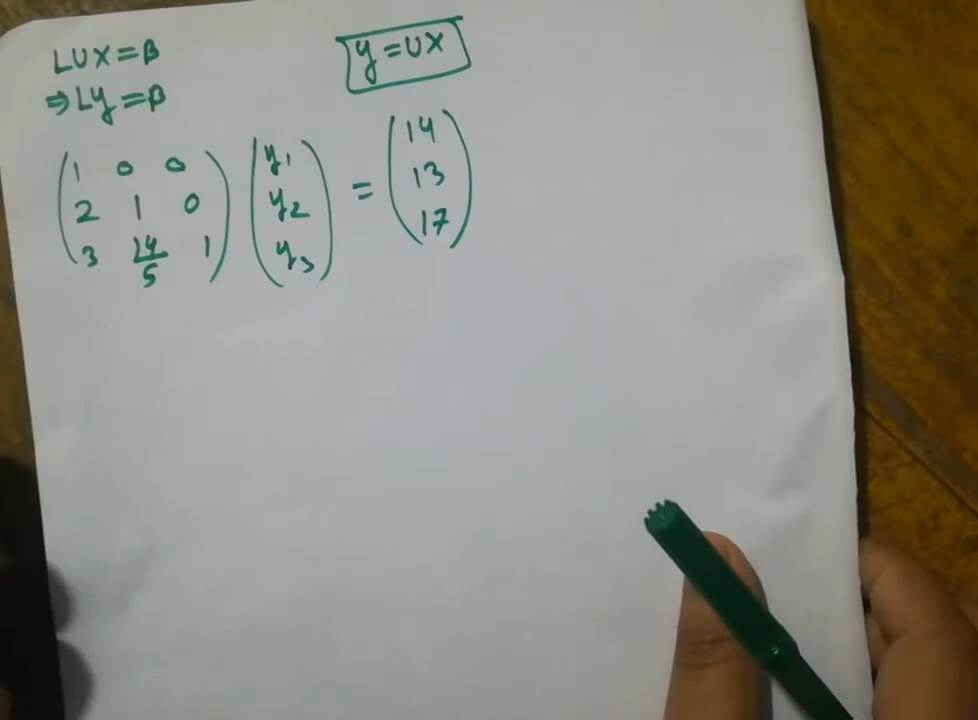 LUX=B
y=UX
⇒Ly=B
(1 0 0) (y1) (14)
(2 1 0) (y2) = (13)
(3 14/5 1) (y3) (17)